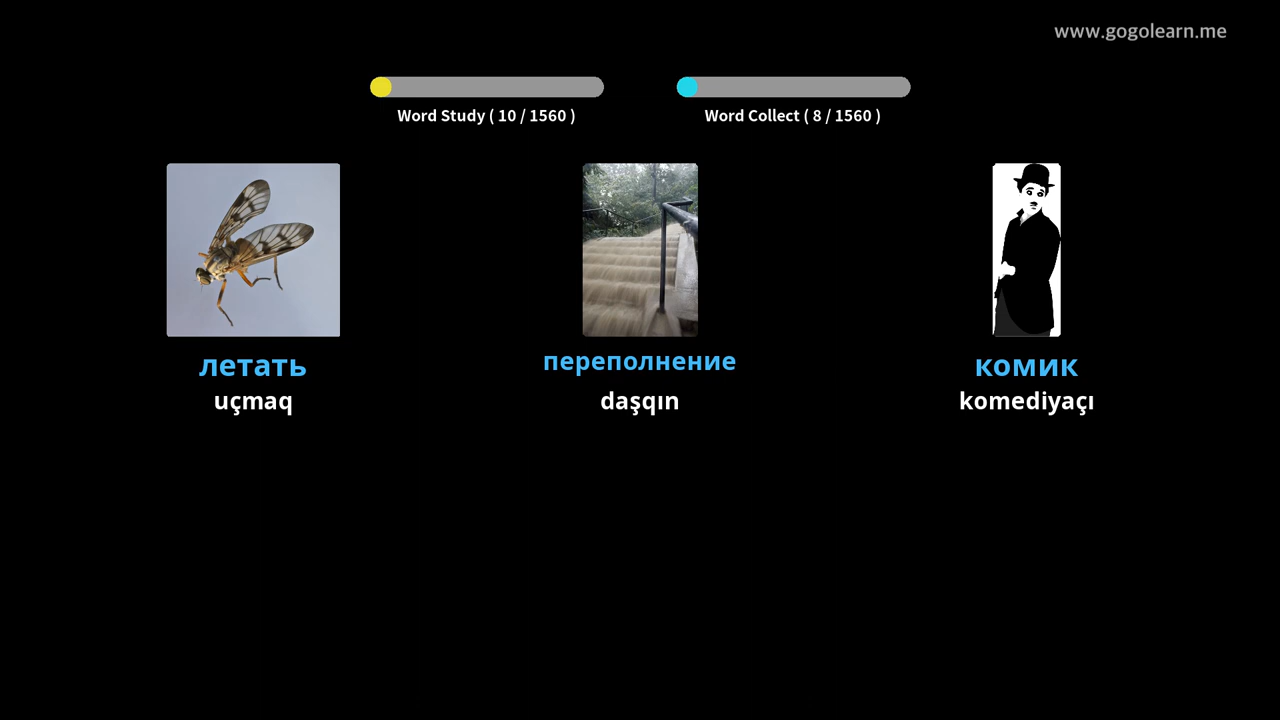 www.gogolearn.me
Word Study ( 10 / 1560 )
Word Collect ( 8 / 1560 )
летать
переполнение
комик
uçmaq
daşqın
komediyaçı